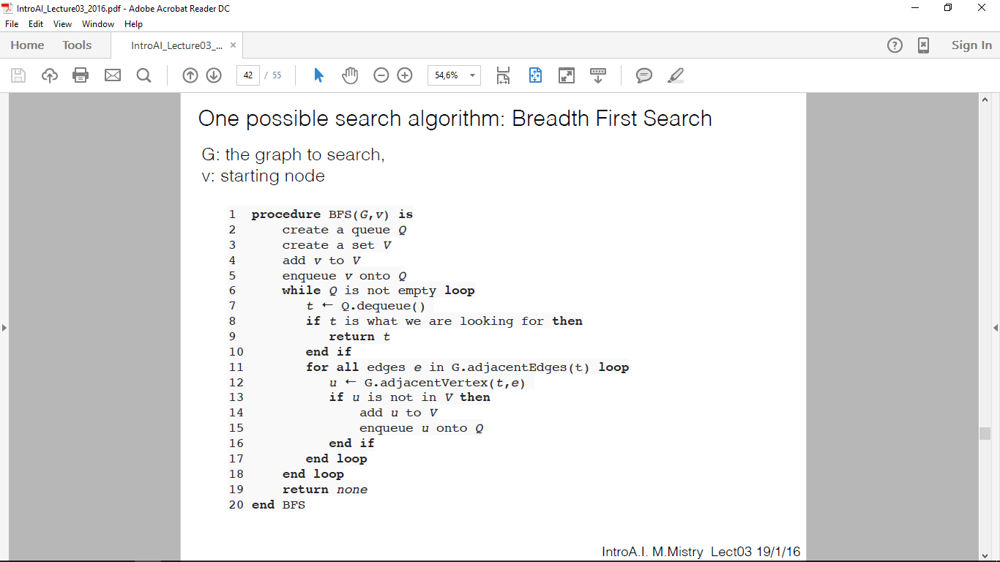 IntroAI_Lecture03_2016.pdf - Adobe Acrobat Reader DC
File Edit View Window Help
Home Tools IntroAI_Lecture03_... × ? Sign In
42 / 55 54,6%
One possible search algorithm: Breadth First Search
G: the graph to search,
v: starting node
1 procedure BFS(G,v) is
2 create a queue Q
3 create a set V
4 add v to V
5 enqueue v onto Q
6 while Q is not empty loop
7 t ← Q.dequeue()
8 if t is what we are looking for then
9 return t
10 end if
11 for all edges e in G.adjacentEdges(t) loop
12 u ← G.adjacentVertex(t,e)
13 if u is not in V then
14 add u to V
15 enqueue u onto Q
16 end if
17 end loop
18 end loop
19 return none
20 end BFS
IntroA.I. M.Mistry Lect03 19/1/16